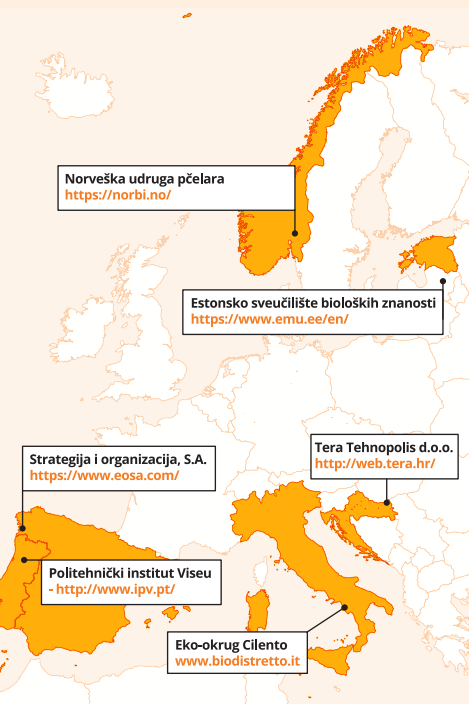 Norveška udruga pčelara
https://norbi.no/
Estonsko sveučilište bioloških znanosti
https://www.emu.ee/en/
Tera Tehnopolis d.o.o.
http://web.tera.hr/
Strategija i organizacija, S.A.
https://www.eosa.com/
Politehnički institut Viseu
- http://www.ipv.pt/
Eko-okrug Cilento
www.biodistretto.it